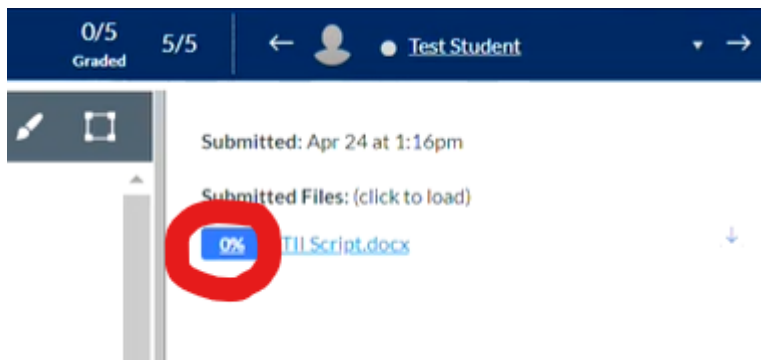 0/5
Graded
5/5
Test Student
Submitted: Apr 24 at 1:16pm
Submitted Files: (click to load)
0%
TII Script.docx